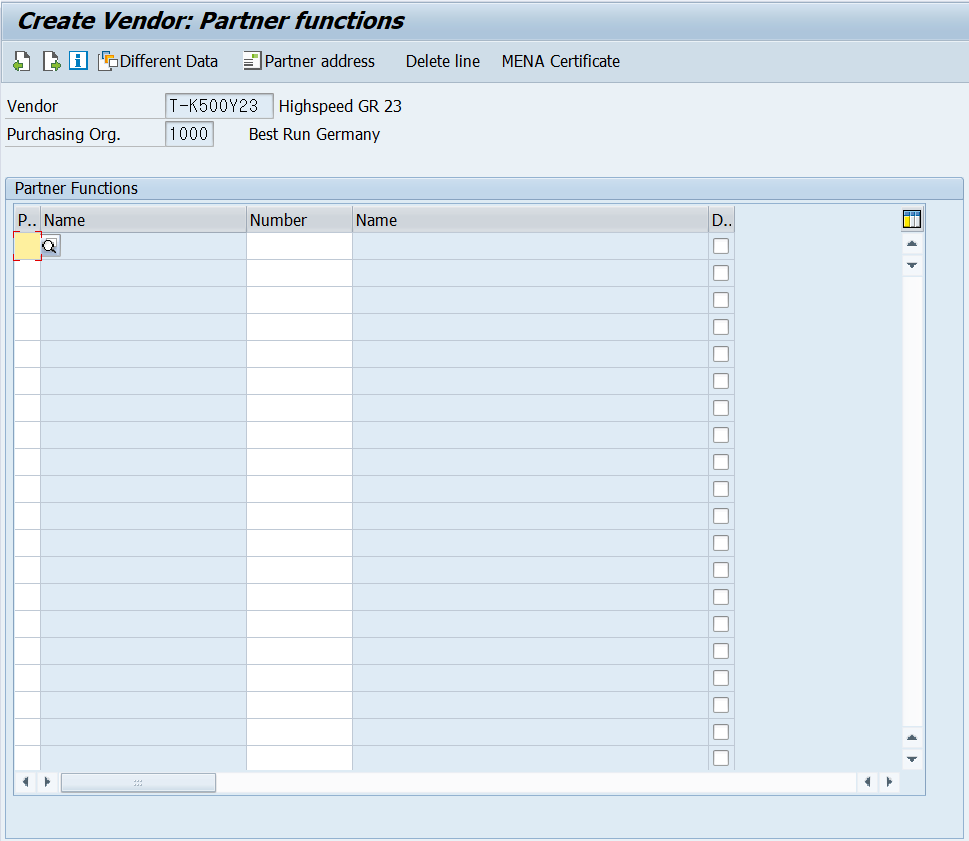 Create Vendor: Partner functions
Different Data Partner address Delete line MENA Certificate
Vendor T-K500Y23 Highspeed GR 23
Purchasing Org. 1000 Best Run Germany
Partner Functions
P.. Name Number Name D..